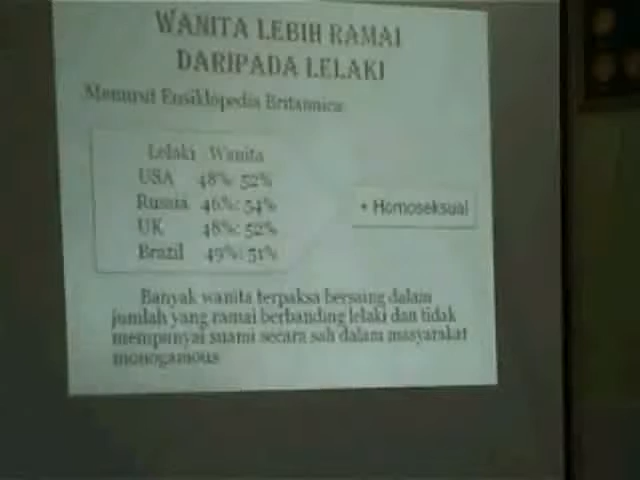 WANITA LEBIH RAMAI
DARIPADA LELAKI
Menurut Ensiklopedia Britannica
Lelaki Wanita
USA 48%: 52%
Russia 46%: 54%
UK 48%: 52%
Brazil 49%: 51%
+ Homoseksual
Banyak wanita terpaksa bersaing dalam
jumlah yang ramai berbanding lelaki dan tidak
mempunyai suami secara sah dalam masyarakat
monogamous